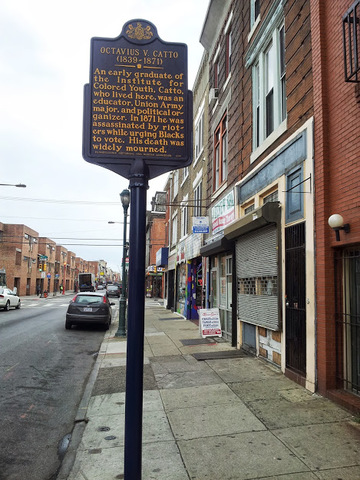 OCTAVIUS V. CATTO
(1839-1871)
An early graduate of
the Institute for
Colored Youth, Catto,
who lived here, was an
educator, Union Army
major, and political or-
ganizer. In 1871 he was
assassinated by riot-
ers while urging Blacks
to vote. His death was
widely mourned.